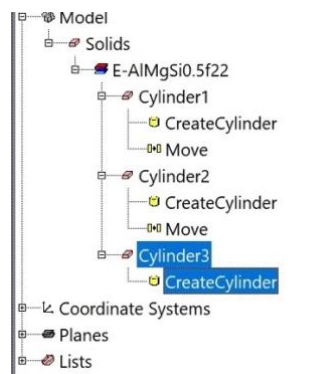 Model
Solids
E-AlMgSi0.5f22
Cylinder1
CreateCylinder
Move
Cylinder2
CreateCylinder
Move
Cylinder3
CreateCylinder
Coordinate Systems
Planes
Lists